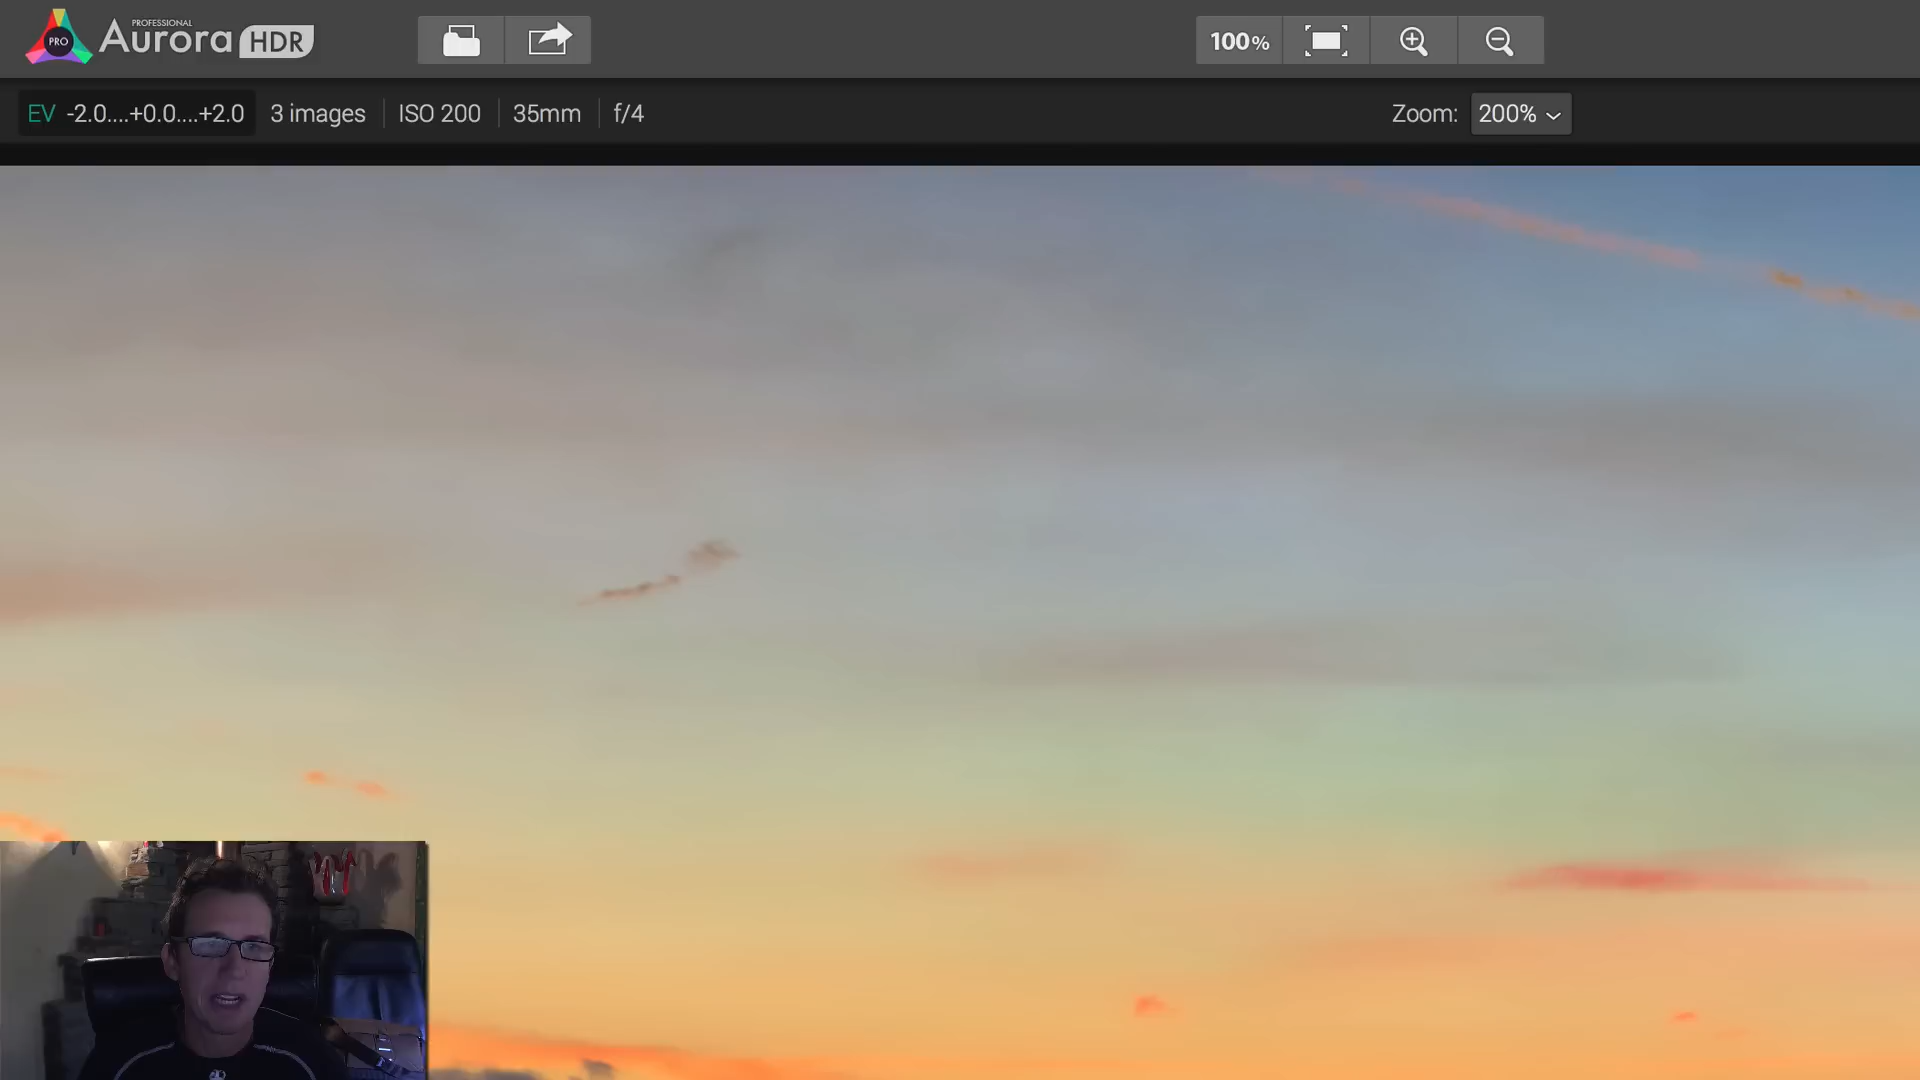 PROFESSIONAL
PRO Aurora HDR
100%
EV -2.0....+0.0....+2.0 3 images ISO 200 35mm f/4 Zoom: 200%